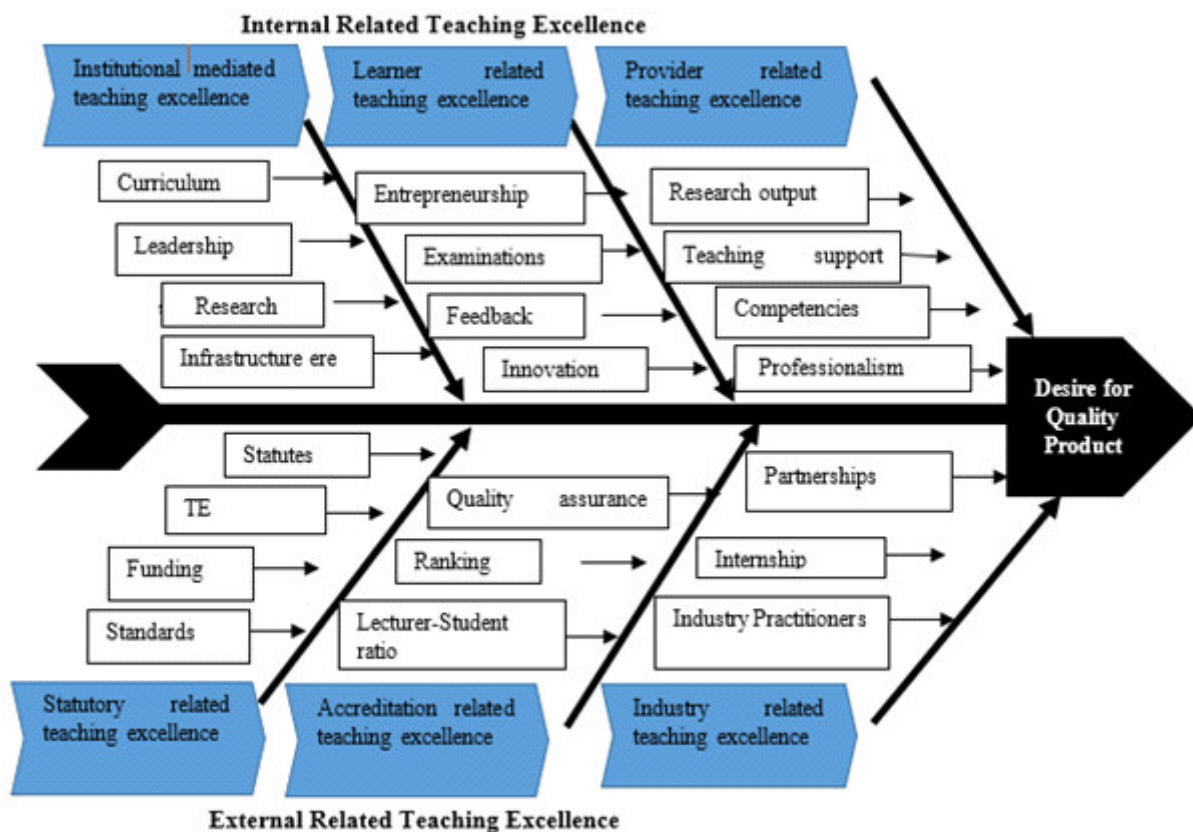 Internal Related Teaching Excellence
Institutional mediated
teaching excellence
Learner related
teaching excellence
Provider related
teaching excellence
Curriculum
Leadership
Research
Infrastructure ere
Entrepreneurship
Examinations
Feedback
Innovation
Research output
Teaching support
Competencies
Professionalism
Desire for
Quality
Product
Statutes
TE
Funding
Standards
Quality assurance
Ranking
Lecturer-Student
ratio
Partnerships
Internship
Industry Practitioners
Statutory related
teaching excellence
Accreditation related
teaching excellence
Industry related
teaching excellence
External Related Teaching Excellence